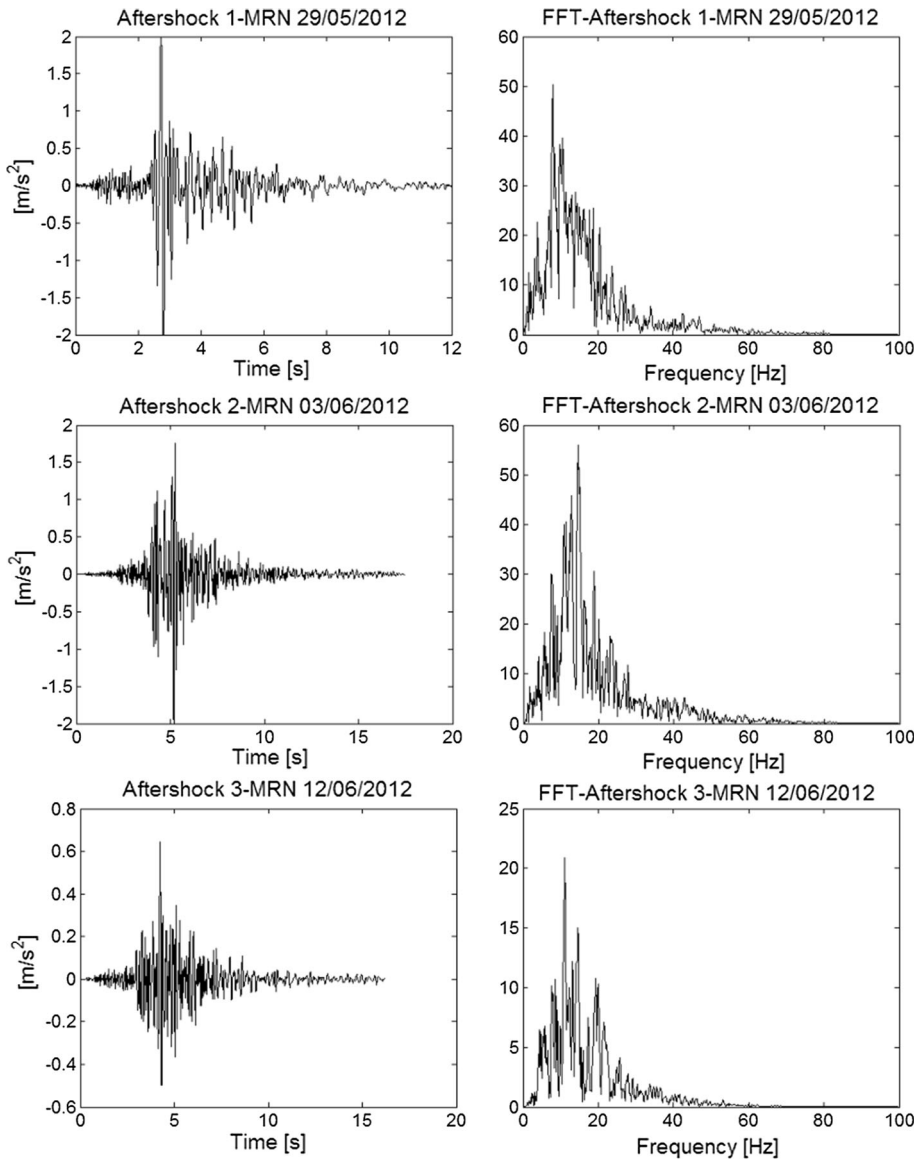 Aftershock 1-MRN 29/05/2012
2
1.5
1
0.5
0
-0.5
-1
-1.5
-2
[m/s²]
0 2 4 6 8 10 12
Time [s]
FFT-Aftershock 1-MRN 29/05/2012
60
50
40
30
20
10
0
0 20 40 60 80 100
Frequency [Hz]
Aftershock 2-MRN 03/06/2012
2
1.5
1
0.5
0
-0.5
-1
-1.5
-2
[m/s²]
0 5 10 15 20
Time [s]
FFT-Aftershock 2-MRN 03/06/2012
60
50
40
30
20
10
0
0 20 40 60 80 100
Frequency [Hz]
Aftershock 3-MRN 12/06/2012
0.8
0.6
0.4
0.2
0
-0.2
-0.4
-0.6
[m/s²]
0 5 10 15 20
Time [s]
FFT-Aftershock 3-MRN 12/06/2012
25
20
15
10
5
0
0 20 40 60 80 100
Frequency [Hz]